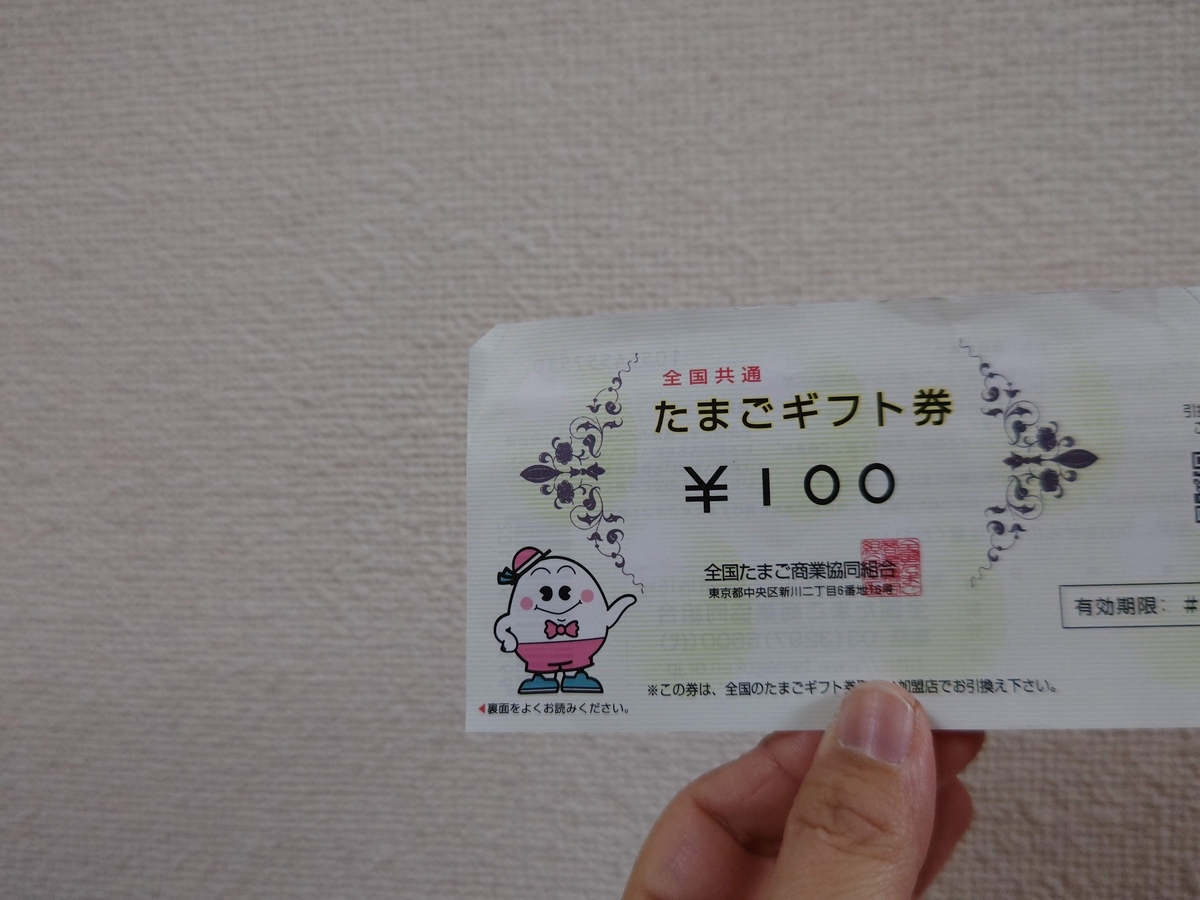 全国共通
たまごギフト券
¥100
全国たまご商業協同組合
東京都中央区新川二丁目6番地16号
有効期限:
※この券は、全国のたまごギフト券 加盟店でお引換え下さい。
◀裏面をよくお読みください。